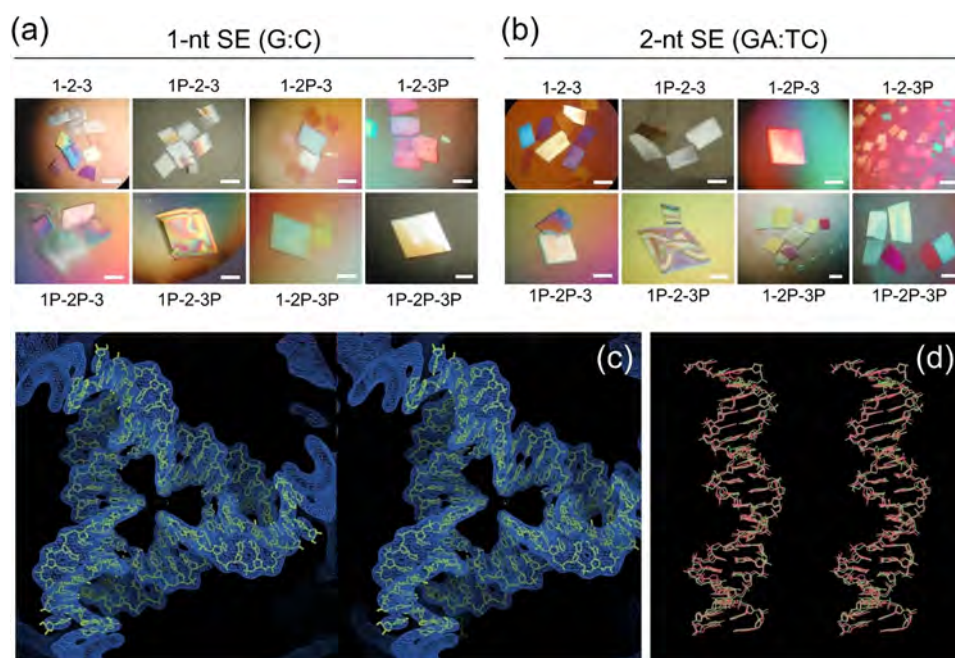 (a)
1-nt SE (G:C)
1-2-3 1P-2-3 1-2P-3 1-2-3P
1P-2P-3 1P-2-3P 1-2P-3P 1P-2P-3P
(b)
2-nt SE (GA:TC)
1-2-3 1P-2-3 1-2P-3 1-2-3P
1P-2P-3 1P-2-3P 1-2P-3P 1P-2P-3P
(c)
(d)